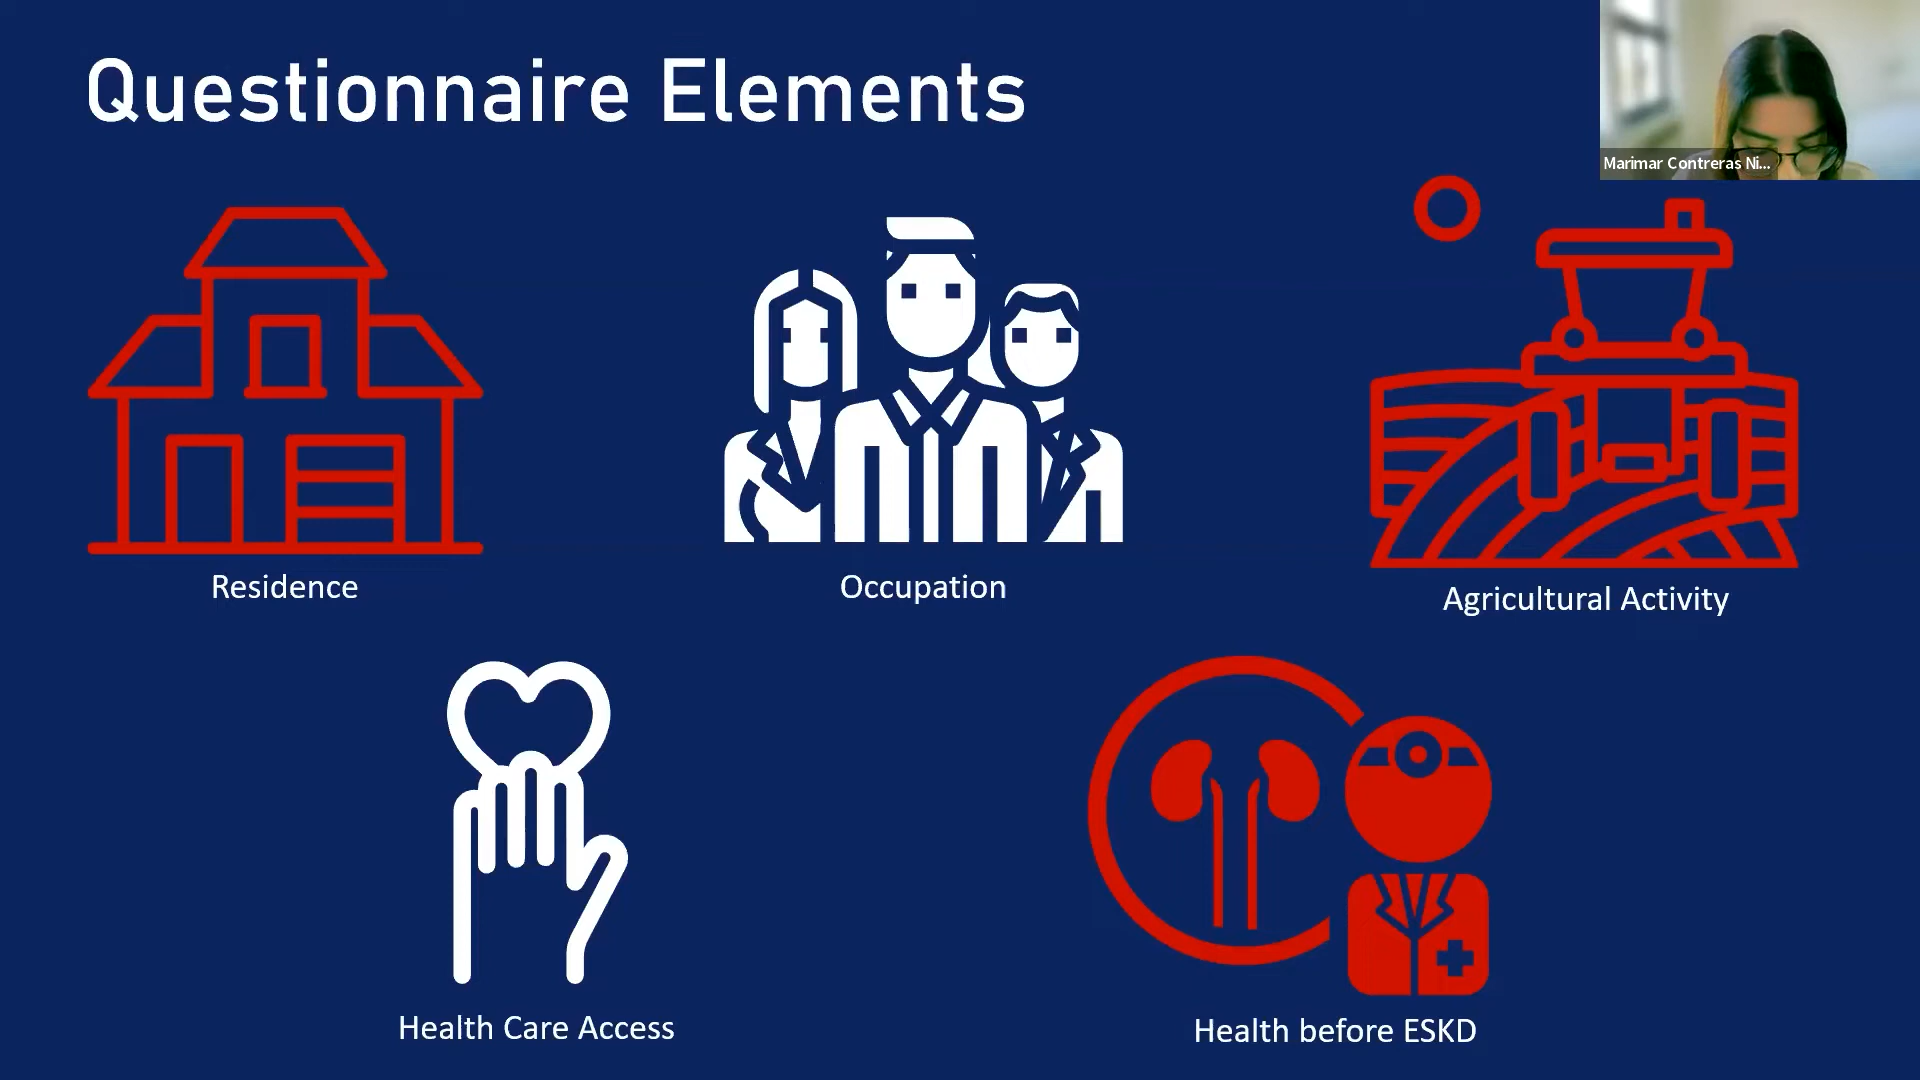 Questionnaire Elements
Marimar Contreras Ni...
Residence
Occupation
Agricultural Activity
Health Care Access
Health before ESKD